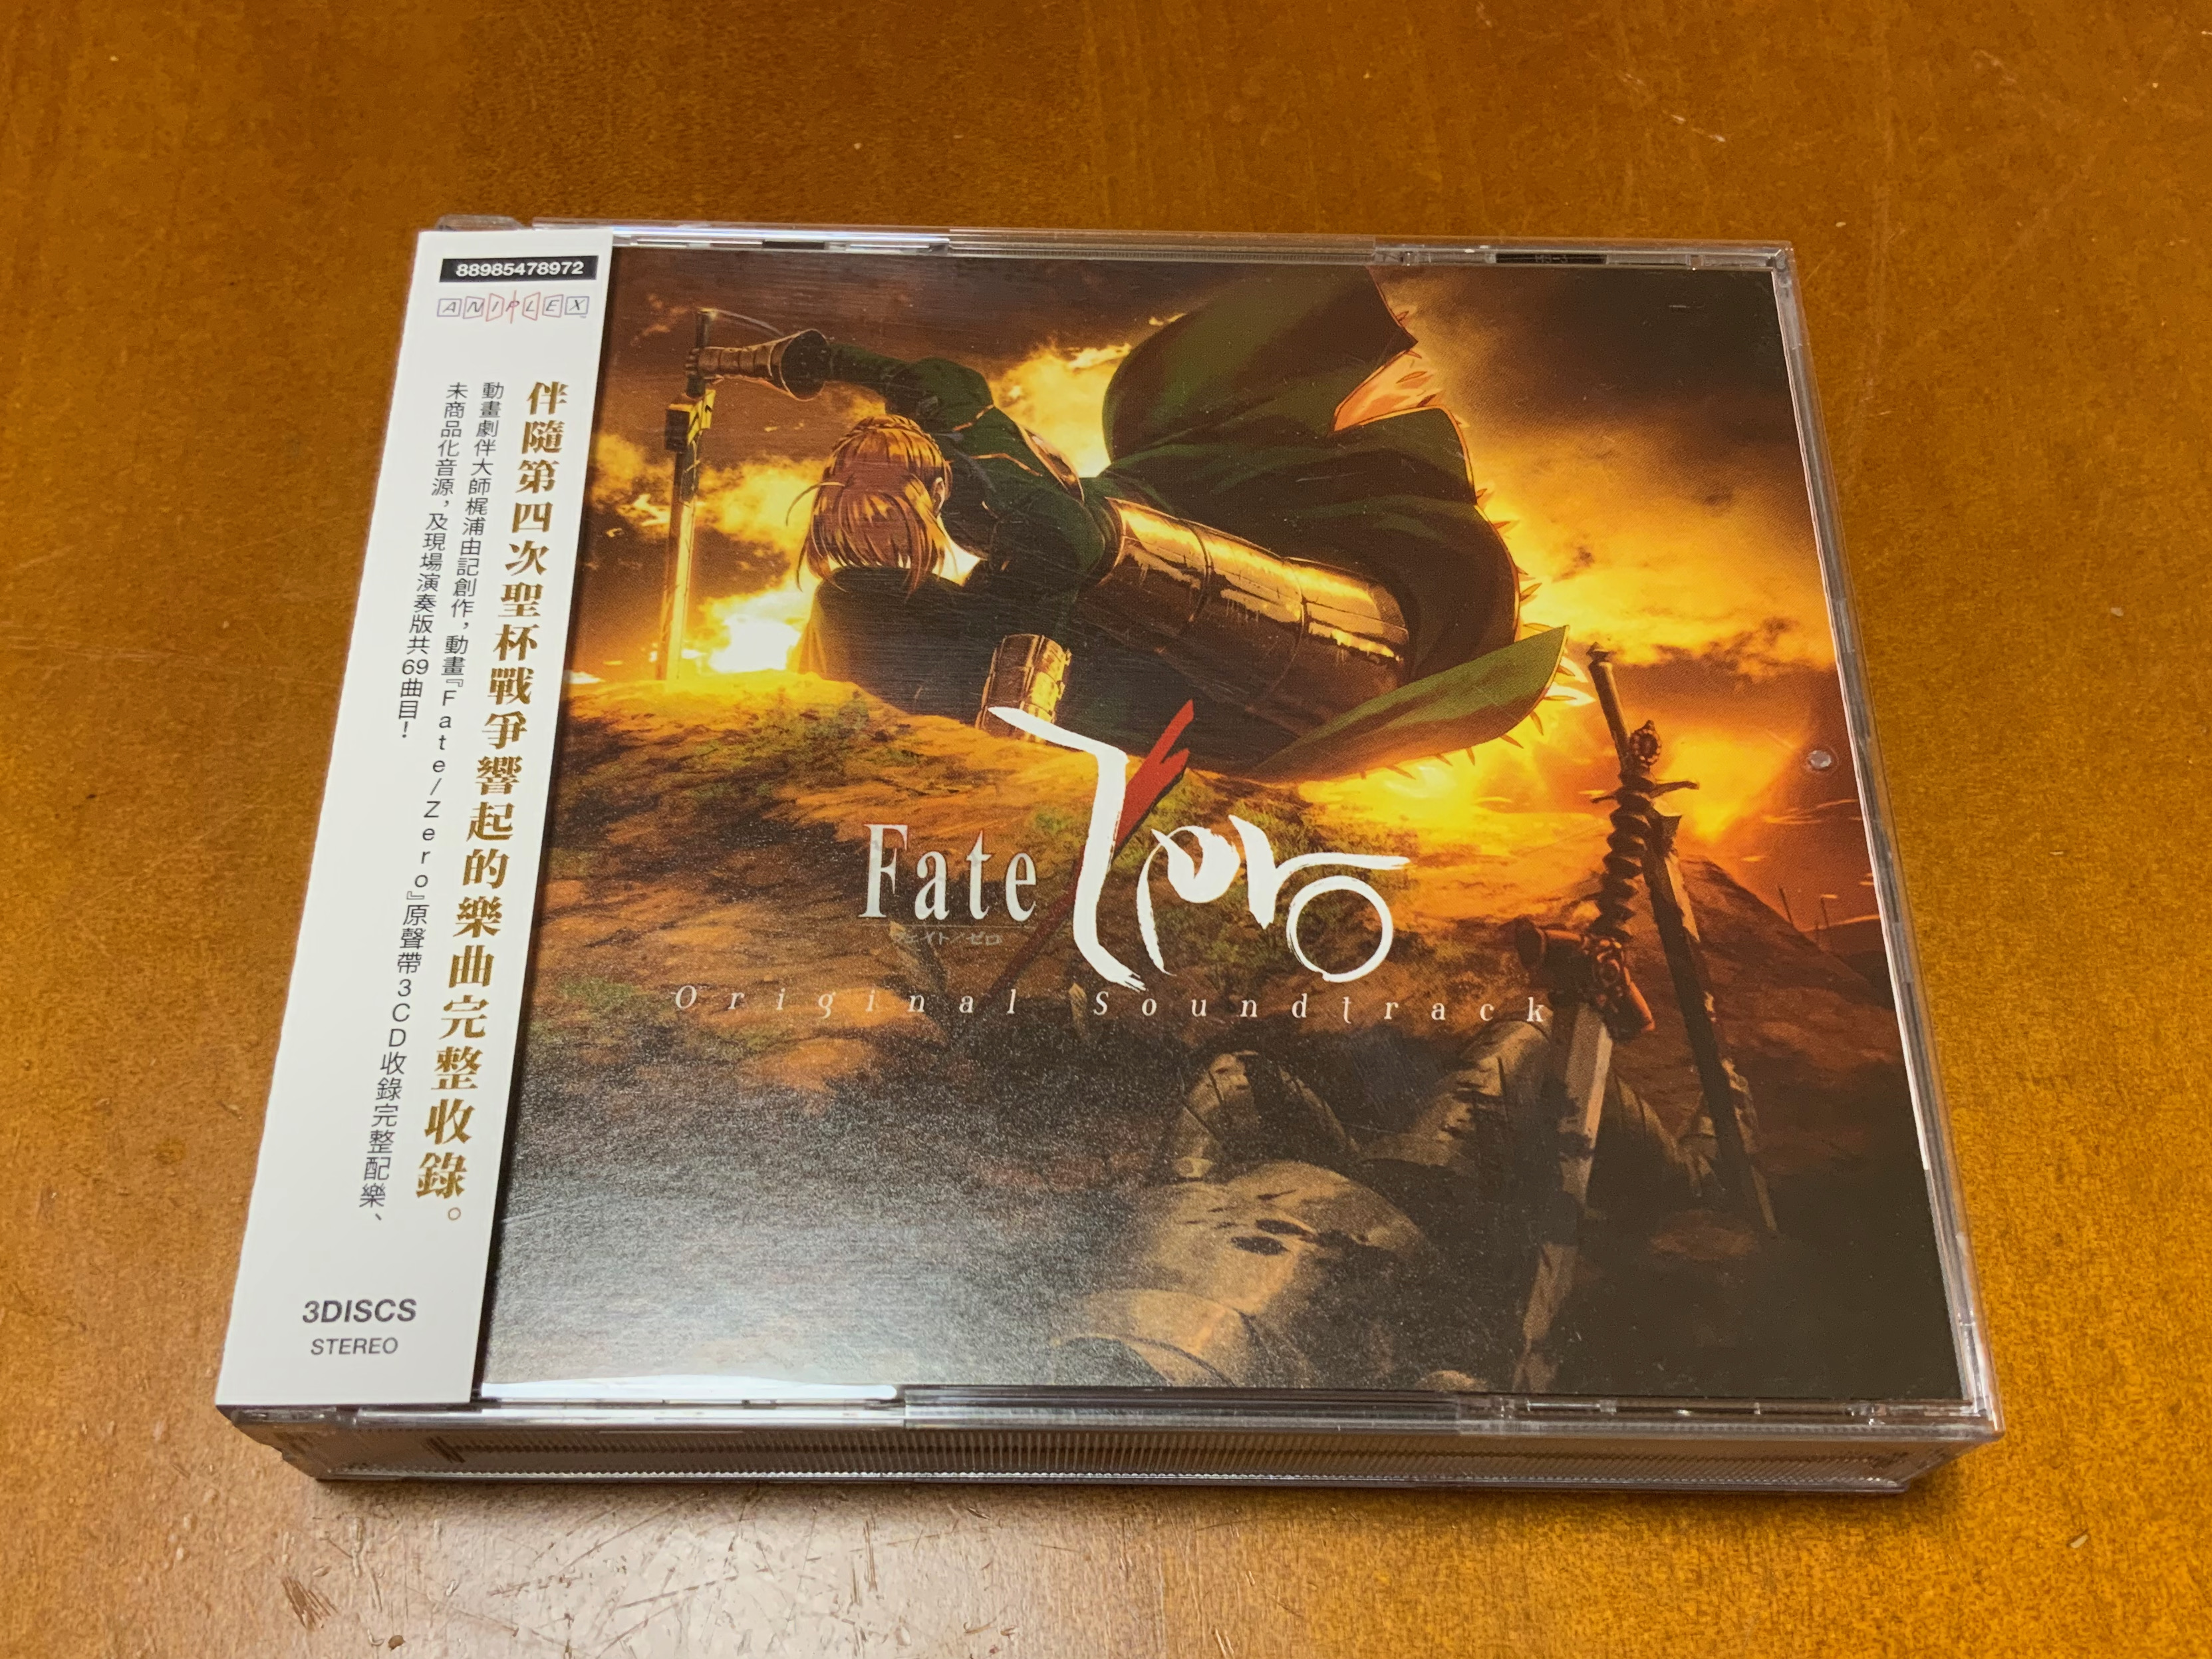 88985478972
ANIPLEX
伴隨第四次聖杯戰爭響起的樂曲完整收錄。
動畫劇伴大師梶浦由記創作，動畫『Fate/Zero』原聲帶3CD收錄完整配樂、
未商品化音源，及現場演奏版共69曲目！
3DISCS
STEREO
Fate/Zero
フェイト／ゼロ
Original Soundtrack